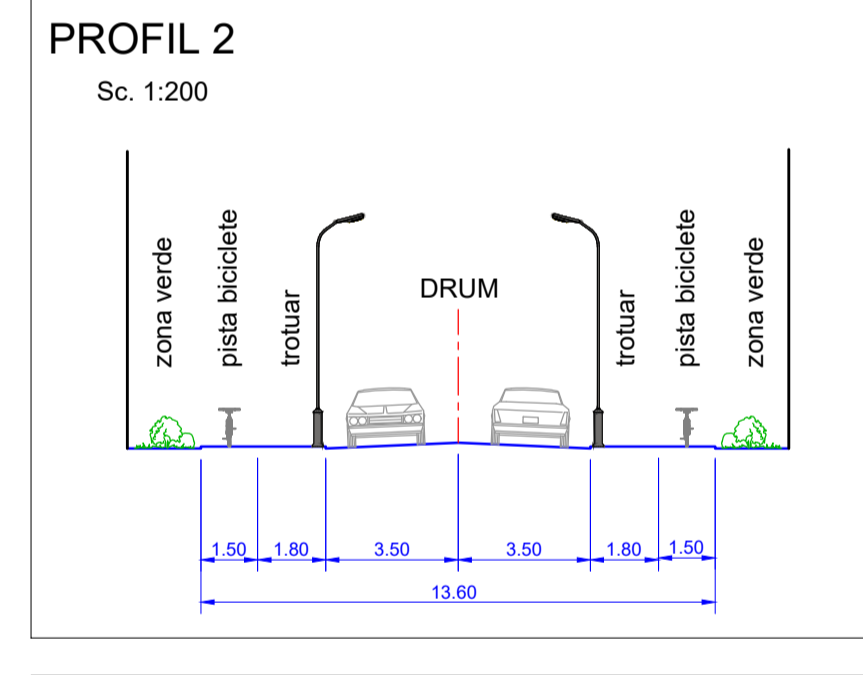 PROFIL 2
Sc. 1:200
zona verde
pista biciclete
trotuar
DRUM
trotuar
pista biciclete
zona verde
1.50 1.80 3.50 3.50 1.80 1.50
13.60